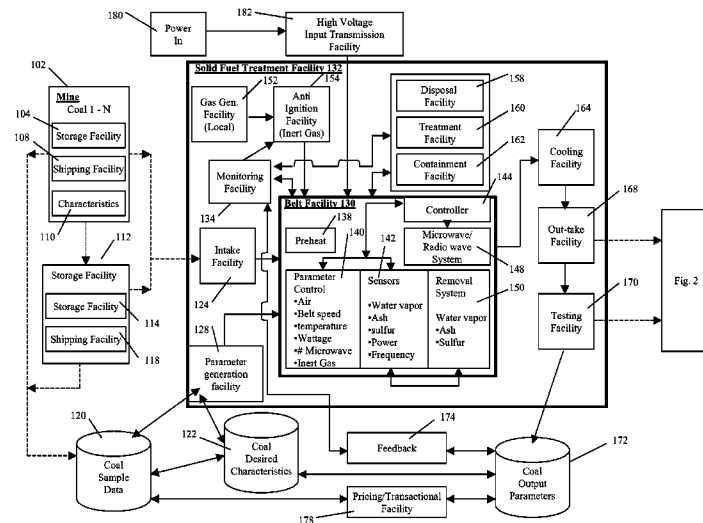 180
Power
In
182
High Voltage
Input Transmission
Facility
102
Mine
Coal 1 - N
104
Storage Facility
108
Shipping Facility
Characteristics
110
112
Storage Facility
Storage Facility
114
Shipping Facility
118
Solid Fuel Treatment Facility 132
152
Gas Gen.
Facility
(Local)
154
Anti
Ignition
Facility
(Inert Gas)
Disposal
Facility
158
Treatment
Facility
160
Containment
Facility
162
Monitoring
Facility
134
Intake
Facility
124
Belt Facility 130
138
Preheat
140
142
Controller
144
Microwave/
Radio wave
System
148
Parameter
Control
•Air
•Belt speed
•temperature
•Wattage
•# Microwave
•Inert Gas
Sensors
•Water vapor
•Ash
•sulfur
•Power
•Frequency
Removal
System
150
Water vapor
•Ash
•Sulfur
128
Parameter
generation
facility
164
Cooling
Facility
168
Out-take
Facility
170
Testing
Facility
Fig. 2
120
Coal
Sample
Data
122
Coal
Desired
Characteristics
174
Feedback
Pricing/Transactional
Facility
178
172
Coal
Output
Parameters